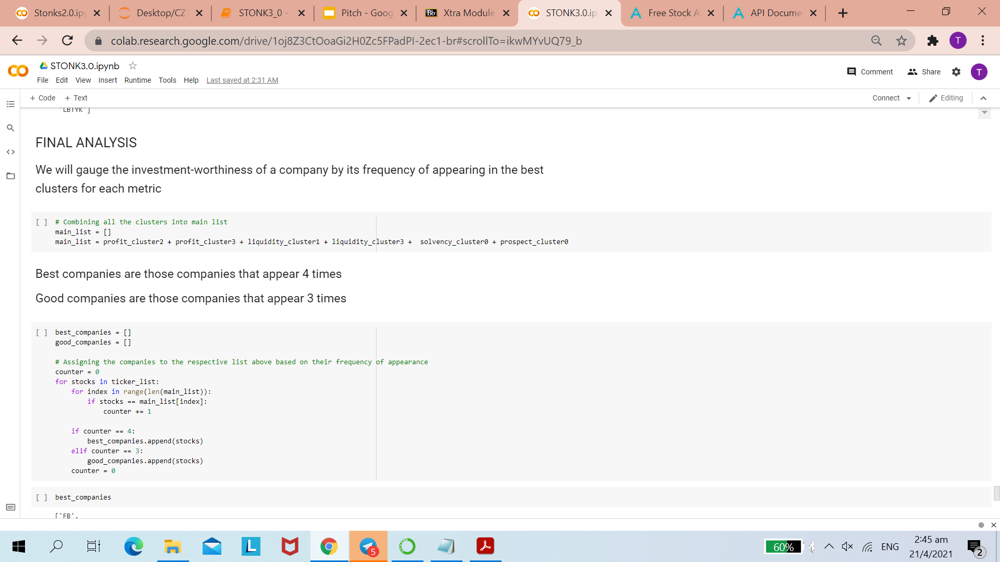 Stonks2.0.ipy
Desktop/CZ1
STONK3_0 -
Pitch - Goog
Bb Xtra Module
STONK3.0.ip
Free Stock A
API Docume
colab.research.google.com/drive/1oj8Z3CtOoaGi2H0Zc5FPadPI-2ec1-br#scrollTo=ikwMYvUQ79_b
T
STONK3.0.ipynb
File Edit View Insert Runtime Tools Help Last saved at 2:31 AM
Comment Share T
+ Code + Text
Connect Editing
'LBTYK']
FINAL ANALYSIS
We will gauge the investment-worthiness of a company by its frequency of appearing in the best
clusters for each metric
[ ] # Combining all the clusters into main list
main_list = []
main_list = profit_cluster2 + profit_cluster3 + liquidity_cluster1 + liquidity_cluster3 +  solvency_cluster0 + prospect_cluster0
Best companies are those companies that appear 4 times
Good companies are those companies that appear 3 times
[ ] best_companies = []
good_companies = []
# Assigning the companies to the respective list above based on their frequency of appearance
counter = 0
for stocks in ticker_list:
    for index in range(len(main_list)):
        if stocks == main_list[index]:
            counter += 1
    if counter == 4:
        best_companies.append(stocks)
    elif counter == 3:
        good_companies.append(stocks)
    counter = 0
[ ] best_companies
['FB',
L
5
60%
ENG
2:45 am
21/4/2021
2